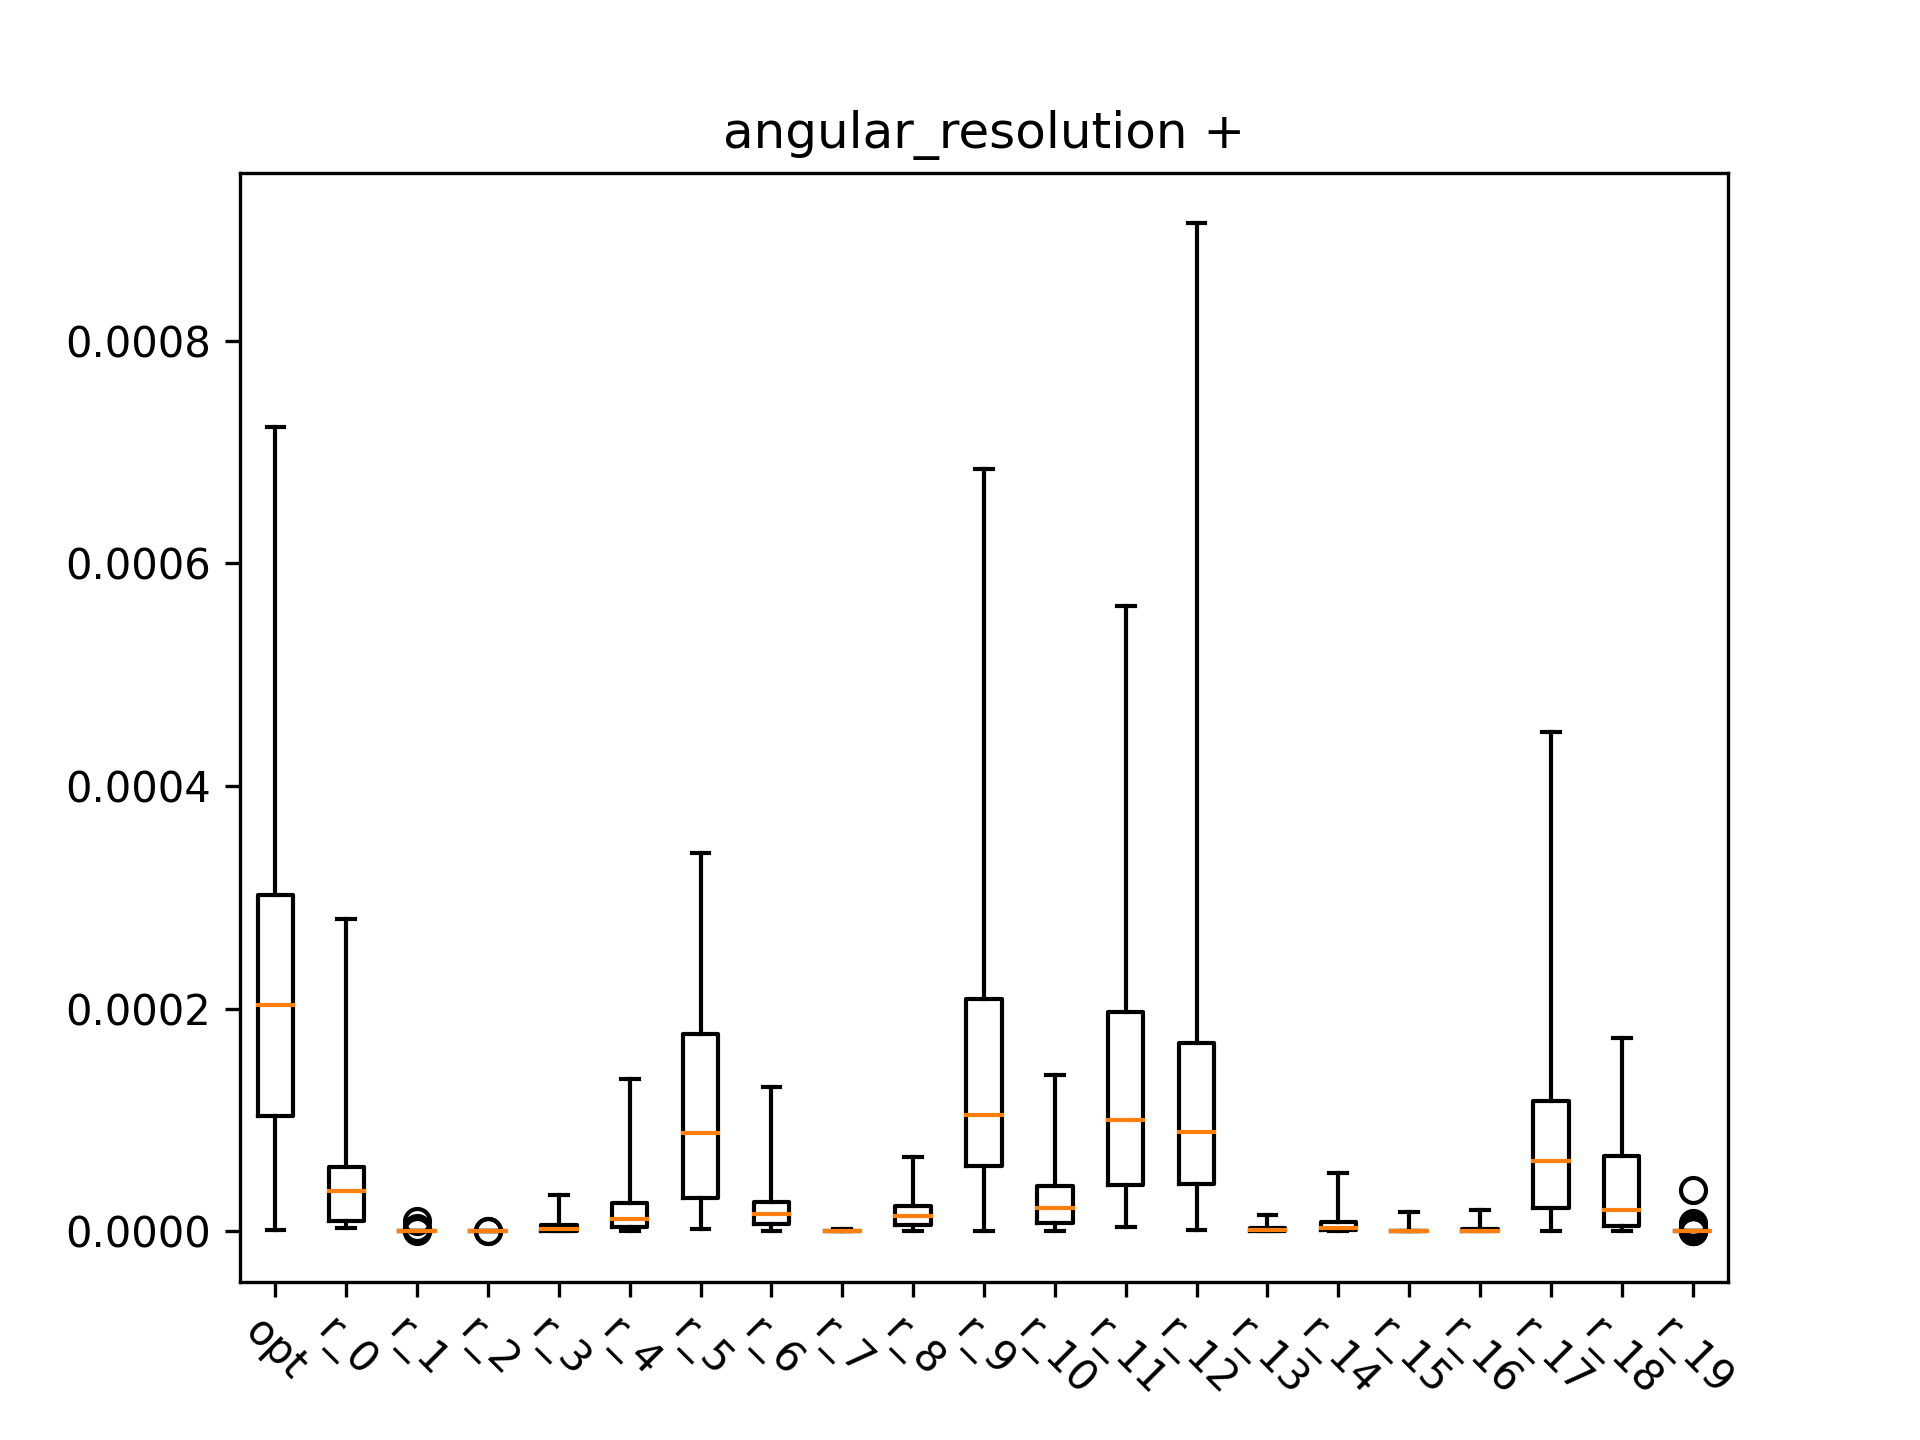 angular_resolution +
0.0008
0.0006
0.0004
0.0002
0.0000
opt
r_0
r_1
r_2
r_3
r_4
r_5
r_6
r_7
r_8
r_9
r_10
r_11
r_12
r_13
r_14
r_15
r_16
r_17
r_18
r_19